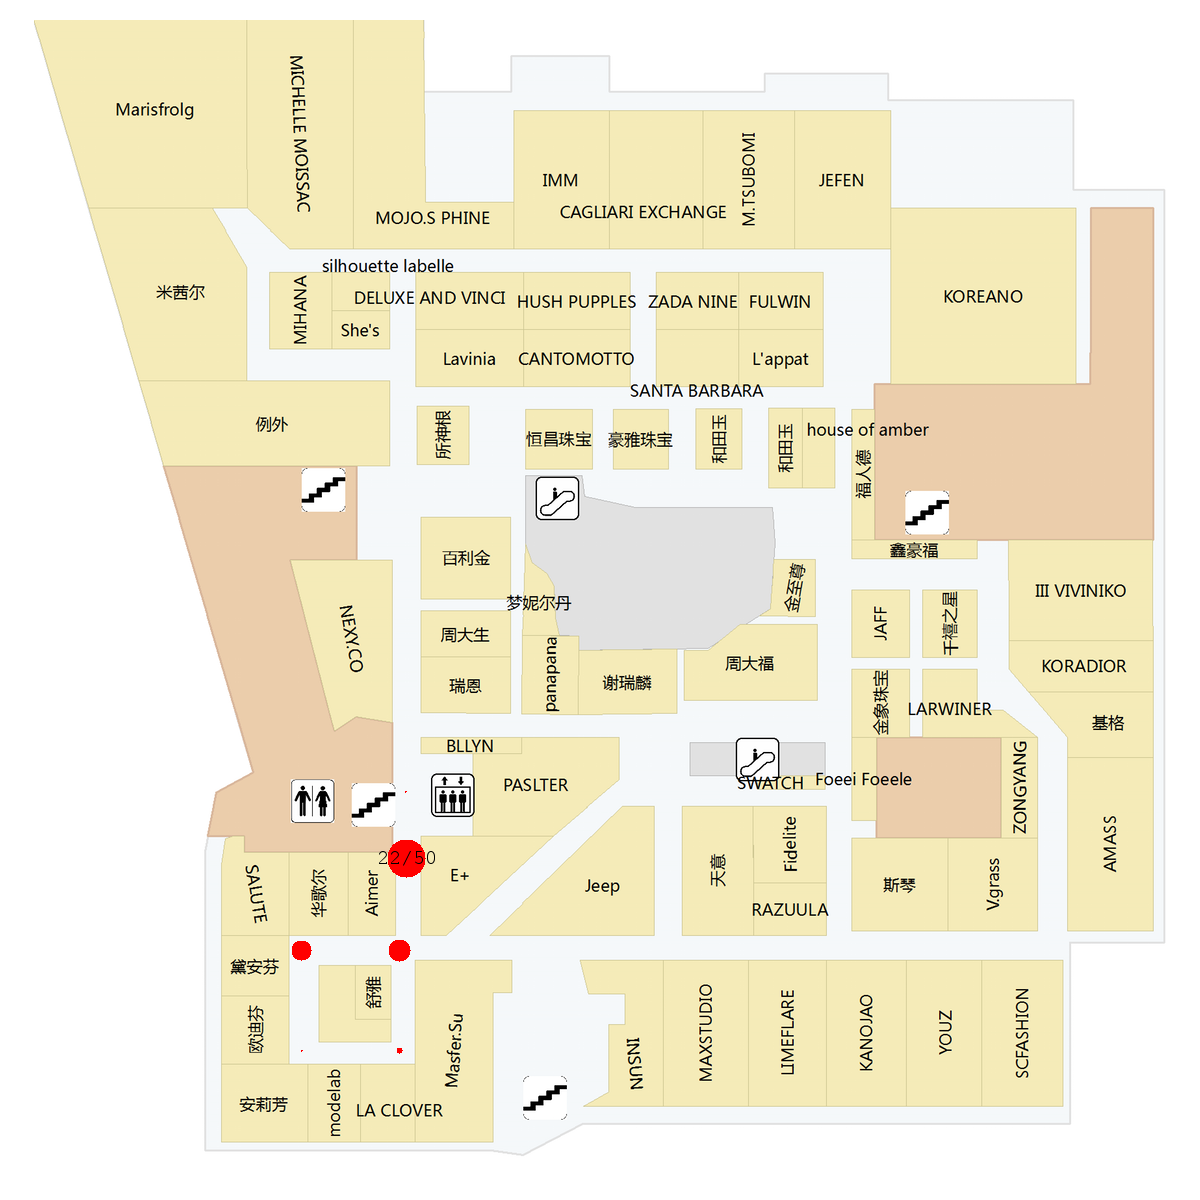 Marisfrolg
MICHELLE MOISSAC
MOJO.S PHINE
IMM
CAGLIARI EXCHANGE
M.TSUBOMI
JEFEN
米茜尔
silhouette labelle
MIHANA
DELUXE AND VINCI
HUSH PUPPLES
ZADA NINE
FULWIN
KOREANO
She's
Lavinia
CANTOMOTTO
L'appat
SANTA BARBARA
例外
所神根
恒昌珠宝
豪雅珠宝
和田玉
和田玉
house of amber
福人德
鑫豪福
百利金
梦妮尔丹
金至尊
III VIVINIKO
JAFF
千禧之星
NEXY.CO
周大生
瑞恩
panapana
谢瑞麟
周大福
KORADIOR
金象珠宝
LARWINER
基格
BLLYN
PASLTER
SWATCH
Foeei Foeele
ZONGYANG
AMASS
22/50
SALUTE
华歌尔
Aimer
E+
Jeep
天意
Fidelite
RAZUULA
斯琴
V.grass
黛安芬
舒雅
欧迪芬
Masfer.Su
INSUN
MAXSTUDIO
LIMEFLARE
KANOJAO
YOUZ
SCFASHION
安莉芳
modelab
LA CLOVER